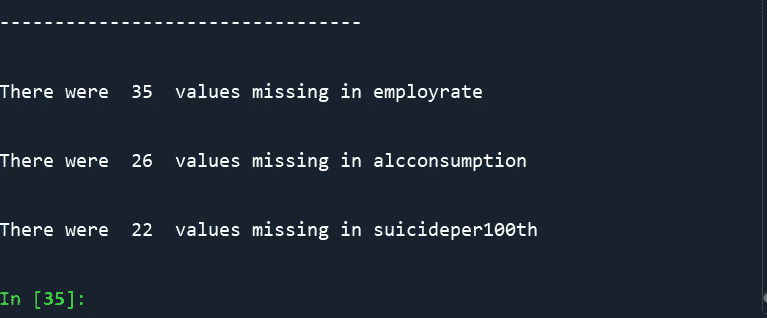 ---------------------------------
There were  35  values missing in employrate
There were  26  values missing in alcconsumption
There were  22  values missing in suicideper100th
In [35]: